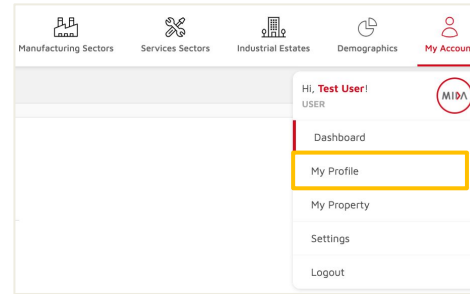 Manufacturing Sectors Services Sectors Industrial Estates Demographics My Accoun
Hi, Test User!
USER
MIDA
Dashboard
My Profile
My Property
Settings
Logout